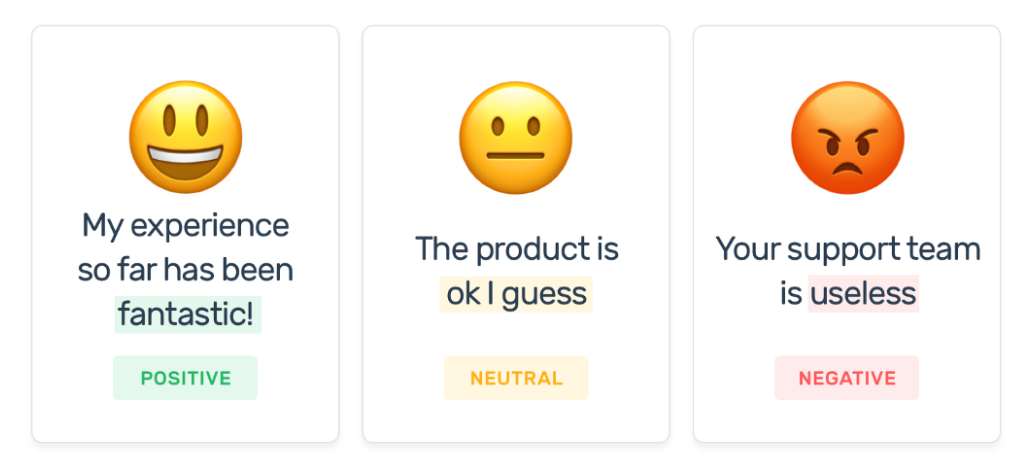 My experience
so far has been
fantastic!
POSITIVE
The product is
ok I guess
NEUTRAL
Your support team
is useless
NEGATIVE